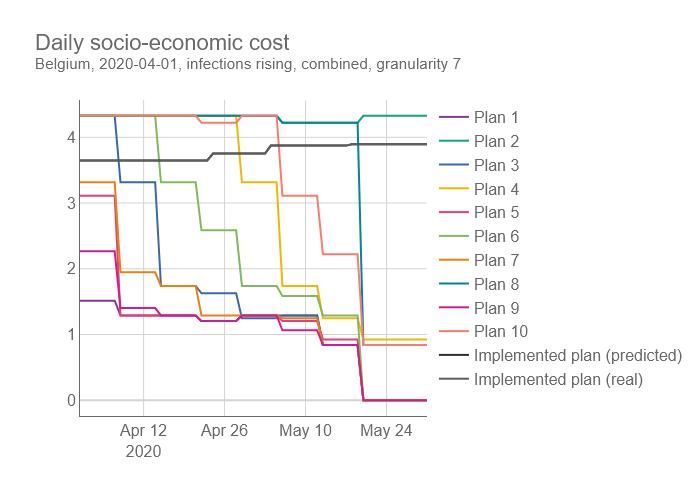 Daily socio-economic cost
Belgium, 2020-04-01, infections rising, combined, granularity 7
4
3
2
1
0
Apr 12
2020
Apr 26
May 10
May 24
Plan 1
Plan 2
Plan 3
Plan 4
Plan 5
Plan 6
Plan 7
Plan 8
Plan 9
Plan 10
Implemented plan (predicted)
Implemented plan (real)